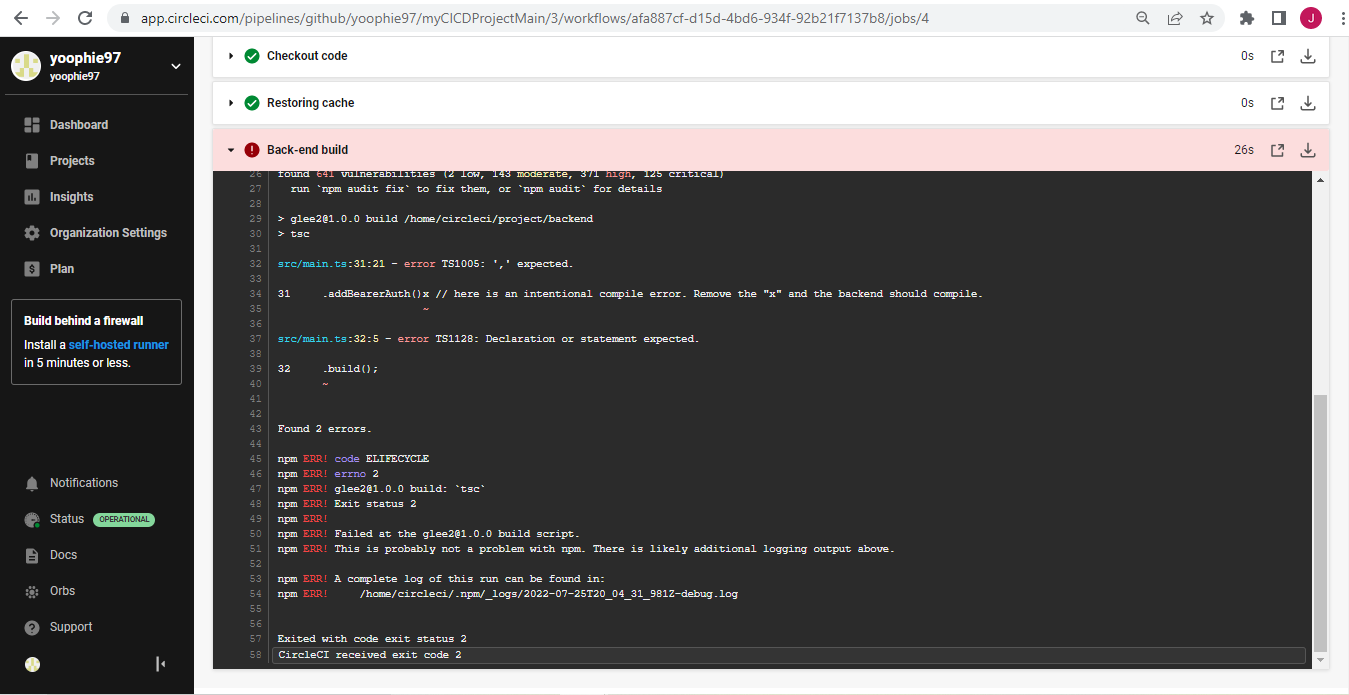 app.circleci.com/pipelines/github/yoophie97/myCICDProjectMain/3/workflows/afa887cf-d15d-4bd6-934f-92b21f7137b8/jobs/4
J
yoophie97
yoophie97
Dashboard
Projects
Insights
Organization Settings
Plan
Build behind a firewall
Install a self-hosted runner
in 5 minutes or less.
Notifications
Status OPERATIONAL
Docs
Orbs
Support
Checkout code 0s
Restoring cache 0s
Back-end build 26s
26 found 641 vulnerabilities (2 low, 143 moderate, 371 high, 125 critical)
27 run `npm audit fix` to fix them, or `npm audit` for details
28
29 > glee2@1.0.0 build /home/circleci/project/backend
30 > tsc
31
32 src/main.ts:31:21 - error TS1005: ',' expected.
33
34 31     .addBearerAuth()x // here is an intentional compile error. Remove the "x" and the backend should compile.
35 ~
36
37 src/main.ts:32:5 - error TS1128: Declaration or statement expected.
38
39 32     .build();
40 ~
41
42
43 Found 2 errors.
44
45 npm ERR! code ELIFECYCLE
46 npm ERR! errno 2
47 npm ERR! glee2@1.0.0 build: `tsc`
48 npm ERR! Exit status 2
49 npm ERR!
50 npm ERR! Failed at the glee2@1.0.0 build script.
51 npm ERR! This is probably not a problem with npm. There is likely additional logging output above.
52
53 npm ERR! A complete log of this run can be found in:
54 npm ERR!     /home/circleci/.npm/_logs/2022-07-25T20_04_31_981Z-debug.log
55
56
57 Exited with code exit status 2
58 CircleCI received exit code 2